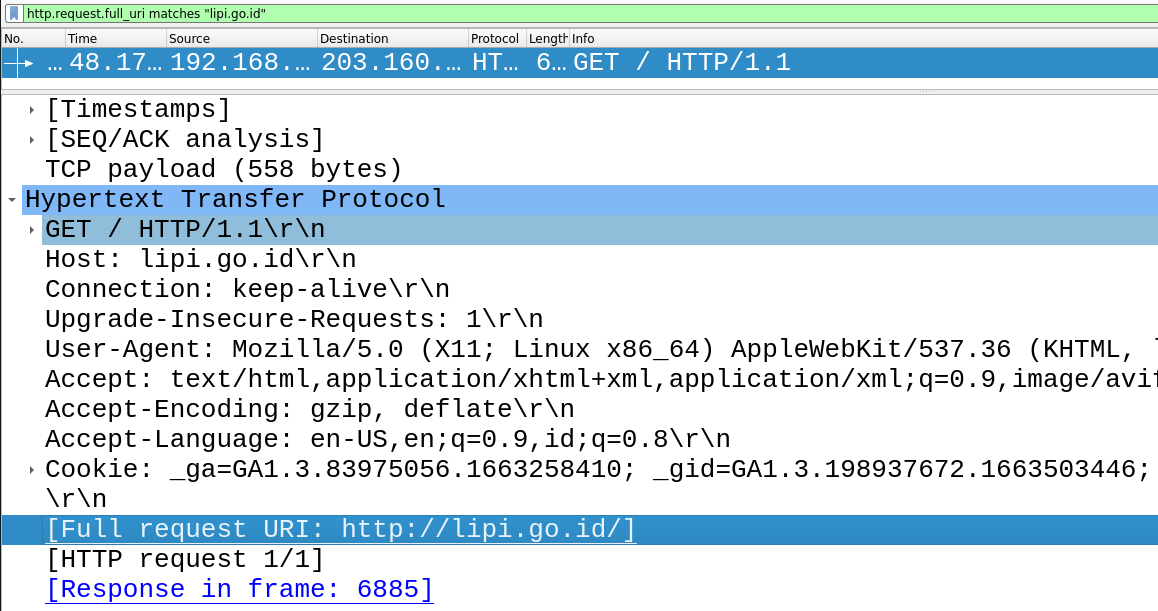 http.request.full_uri matches "lipi.go.id"
No. Time Source Destination Protocol Length Info
… 48.17… 192.168.… 203.160.… HT… 6… GET / HTTP/1.1
[Timestamps]
[SEQ/ACK analysis]
TCP payload (558 bytes)
Hypertext Transfer Protocol
GET / HTTP/1.1\r\n
Host: lipi.go.id\r\n
Connection: keep-alive\r\n
Upgrade-Insecure-Requests: 1\r\n
User-Agent: Mozilla/5.0 (X11; Linux x86_64) AppleWebKit/537.36 (KHTML,
Accept: text/html,application/xhtml+xml,application/xml;q=0.9,image/avif
Accept-Encoding: gzip, deflate\r\n
Accept-Language: en-US,en;q=0.9,id;q=0.8\r\n
Cookie: _ga=GA1.3.83975056.1663258410; _gid=GA1.3.198937672.1663503446;
\r\n
[Full request URI: http://lipi.go.id/]
[HTTP request 1/1]
[Response in frame: 6885]